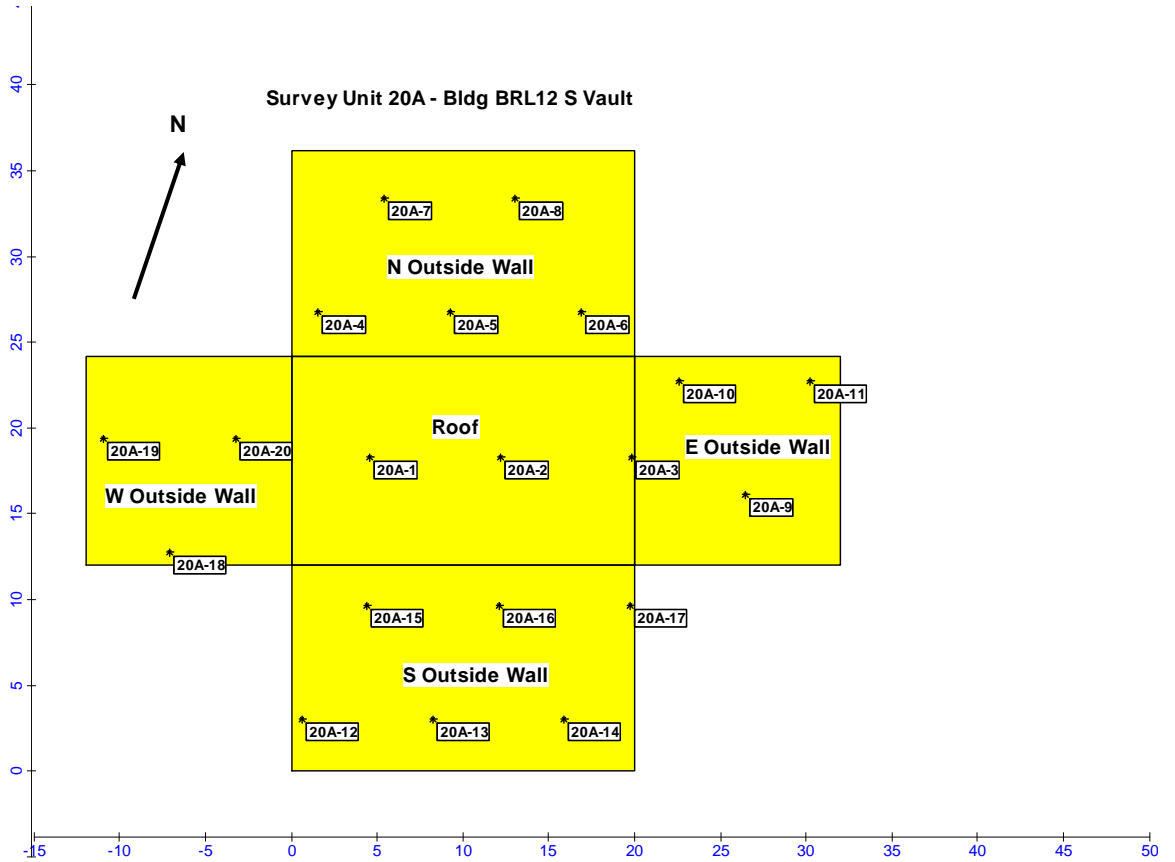 Survey Unit 20A - Bldg BRL12 S Vault
N
20A-7
20A-8
N Outside Wall
20A-4
20A-5
20A-6
20A-10
20A-11
Roof
E Outside Wall
20A-19
20A-20
20A-1
20A-2
20A-3
W Outside Wall
20A-9
20A-18
20A-15
20A-16
20A-17
S Outside Wall
20A-12
20A-13
20A-14
40
35
30
25
20
15
10
5
0
-15 -10 -5 0 5 10 15 20 25 30 35 40 45 50